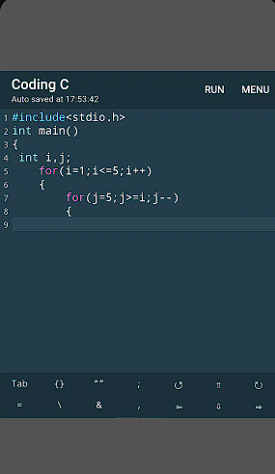 Coding C
RUN MENU
Auto saved at 17:53:42
1 #include<stdio.h>
2 int main()
3 {
4 int i,j;
5 for(i=1;i<=5;i++)
6 {
7 for(j=5;j>=i;j--)
8 {
9
Tab {} "" ; ↺ ⇧ ↻
= \ & , ⇦ ⇩ ⇨